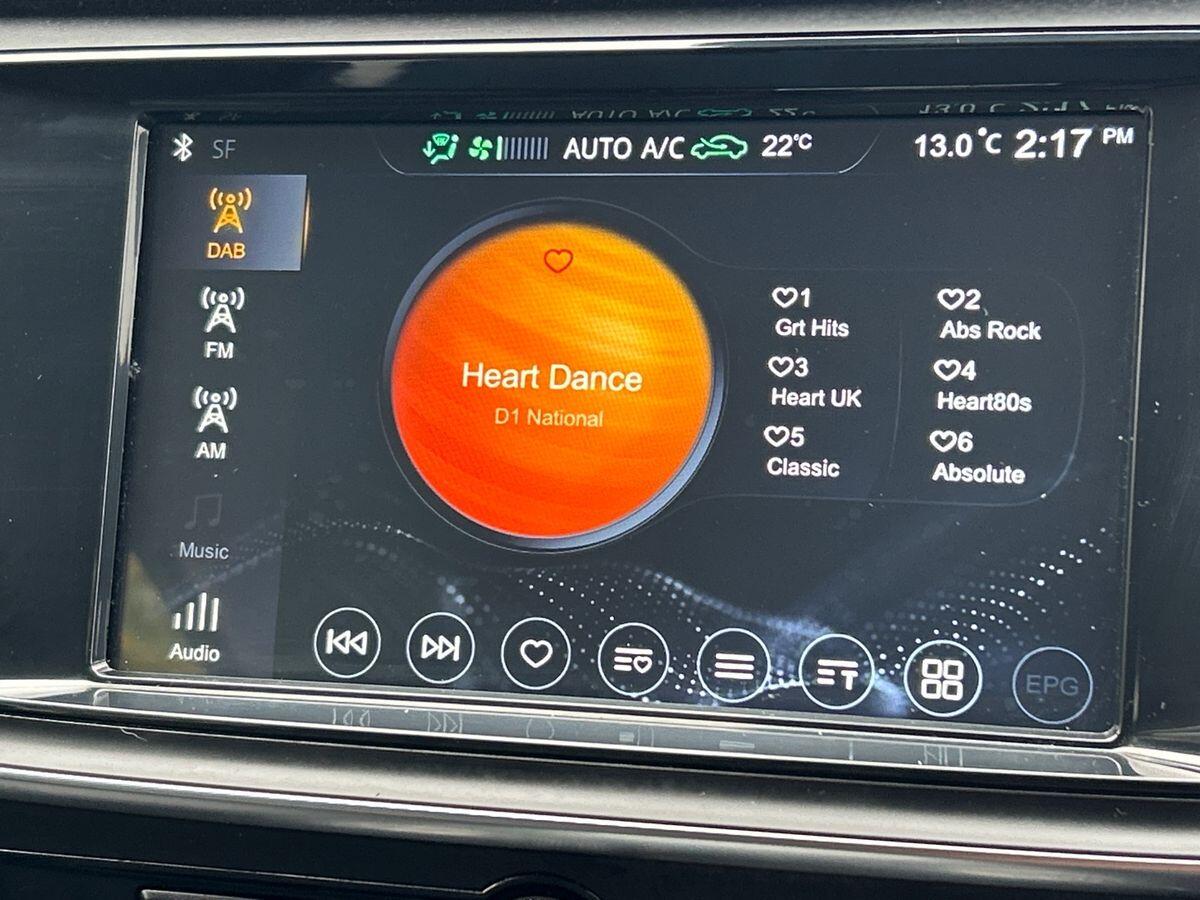 SF
AUTO A/C 22°C
13.0°C 2:17 PM
DAB
FM
AM
Music
Audio
Heart Dance
D1 National
1
Grt Hits
2
Abs Rock
3
Heart UK
4
Heart80s
5
Classic
6
Absolute
T
EPG